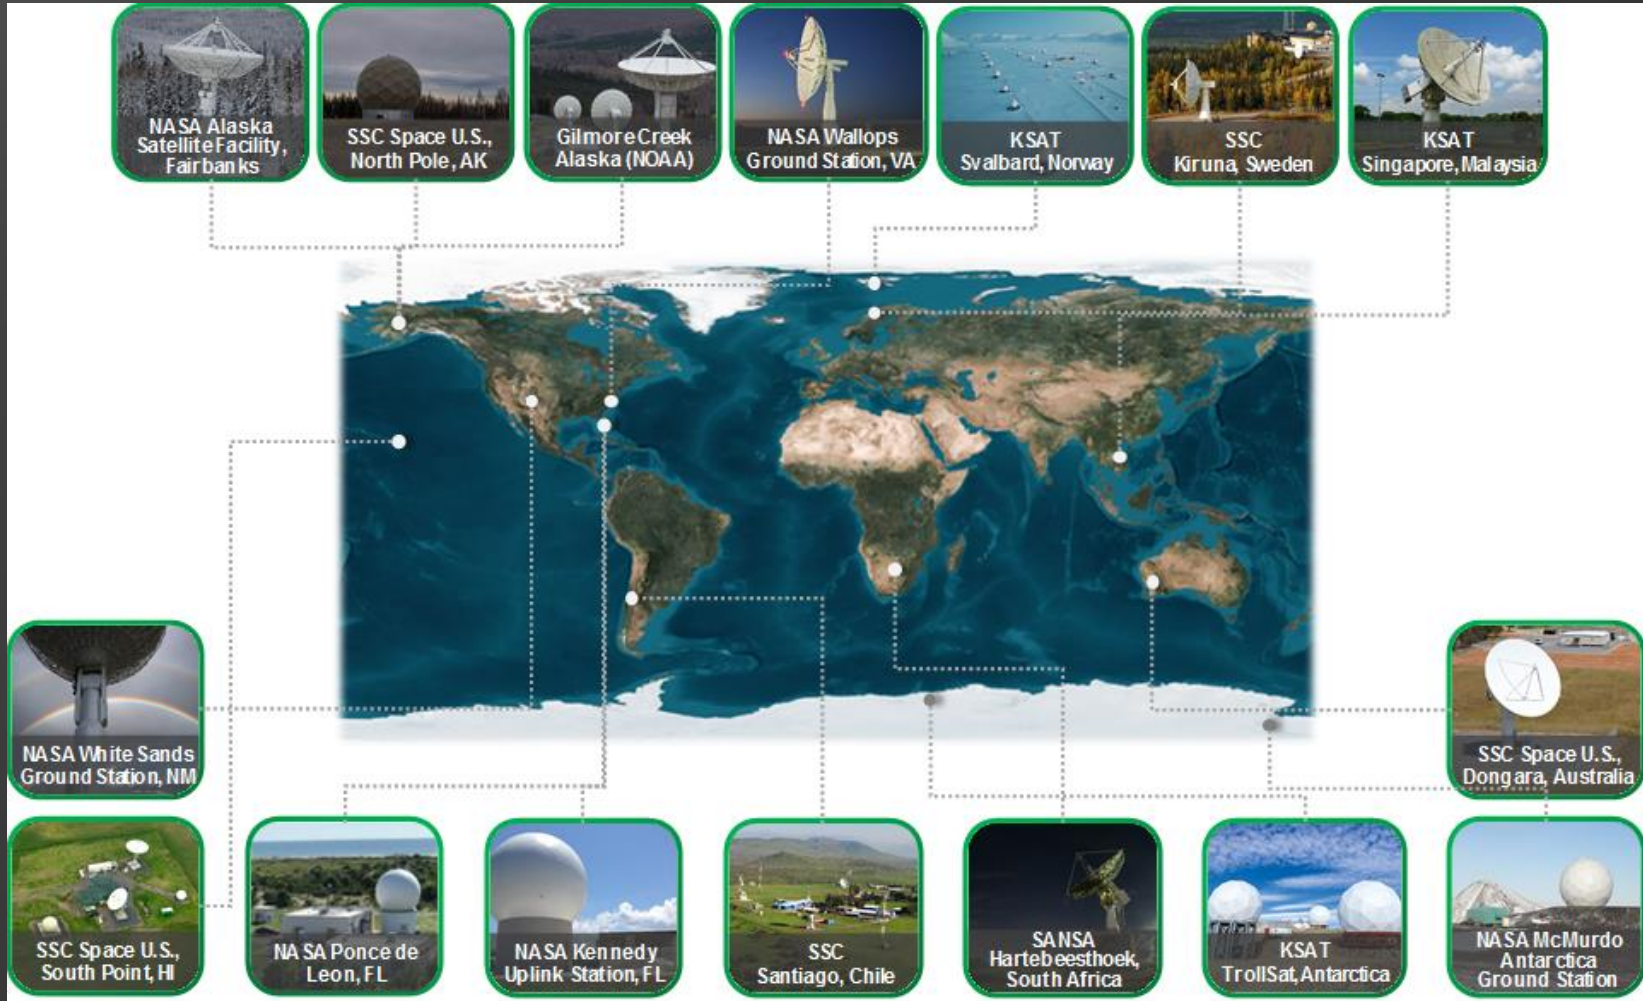 NASA Alaska
Satellite Facility,
Fairbanks
SSC Space U.S.,
North Pole, AK
Gilmore Creek
Alaska (NOAA)
NASA Wallops
Ground Station, VA
KSAT
Svalbard, Norway
SSC
Kiruna, Sweden
KSAT
Singapore, Malaysia
NASA White Sands
Ground Station, NM
SSC Space U.S.,
Dongara, Australia
SSC Space U.S.,
South Point, HI
NASA Ponce de
Leon, FL
NASA Kennedy
Uplink Station, FL
SSC
Santiago, Chile
SANSA
Hartebeesthoek,
South Africa
KSAT
TrollSat, Antarctica
NASA McMurdo
Antarctica
Ground Station